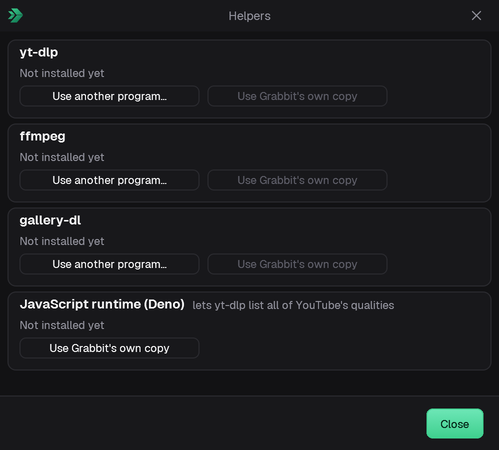 Helpers
yt-dlp
Not installed yet
Use another program... Use Grabbit's own copy
ffmpeg
Not installed yet
Use another program... Use Grabbit's own copy
gallery-dl
Not installed yet
Use another program... Use Grabbit's own copy
JavaScript runtime (Deno) lets yt-dlp list all of YouTube's qualities
Not installed yet
Use Grabbit's own copy
Close